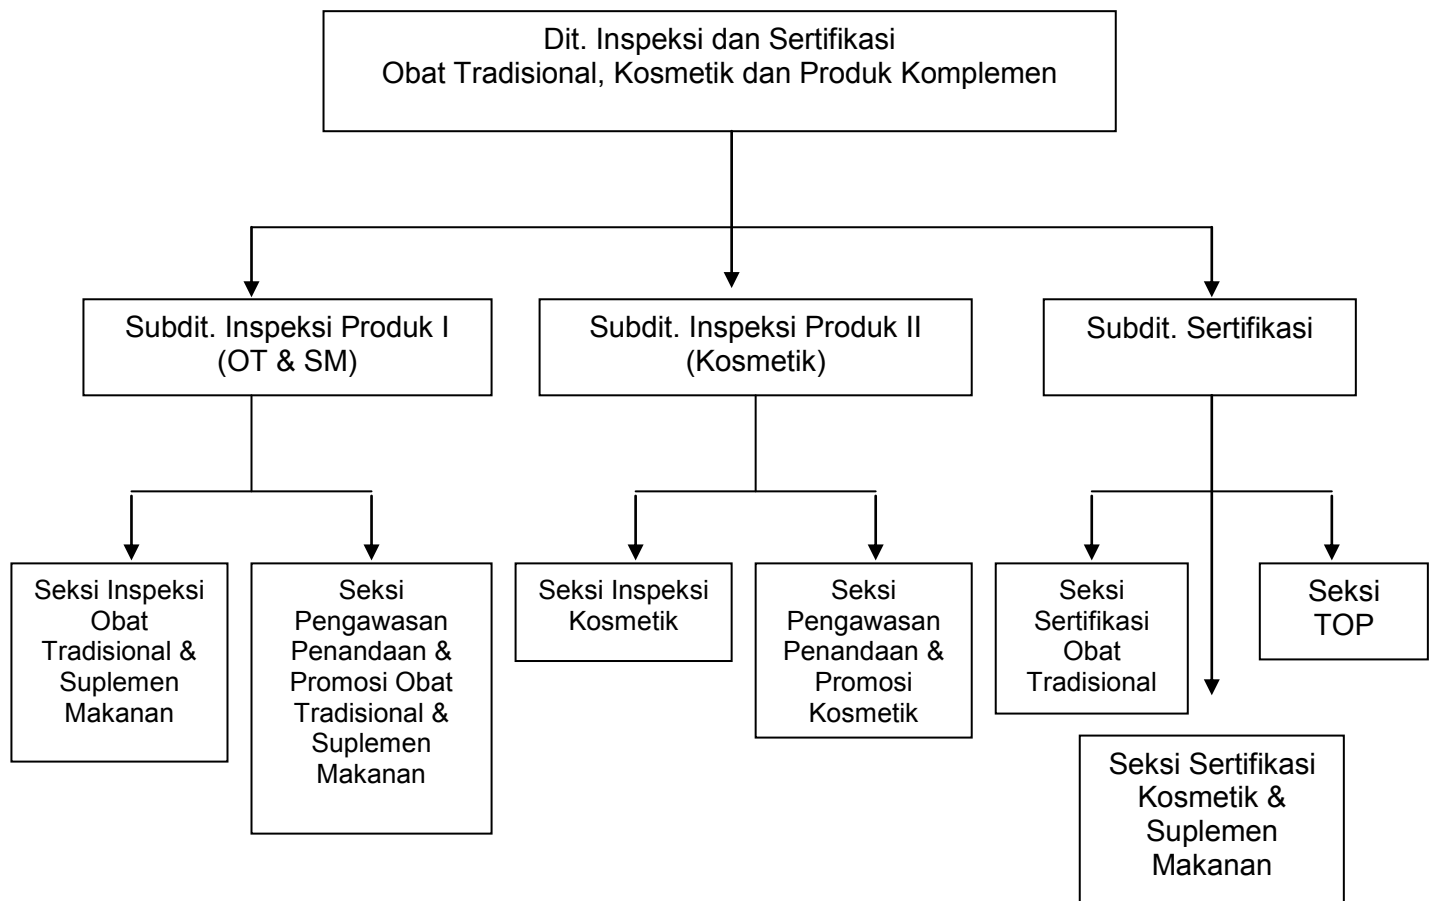 Dit. Inspeksi dan Sertifikasi
Obat Tradisional, Kosmetik dan Produk Komplemen
Subdit. Inspeksi Produk I
(OT & SM)
Subdit. Inspeksi Produk II
(Kosmetik)
Subdit. Sertifikasi
Seksi Inspeksi
Obat
Tradisional &
Suplemen
Makanan
Seksi
Pengawasan
Penandaan &
Promosi Obat
Tradisional &
Suplemen
Makanan
Seksi Inspeksi
Kosmetik
Seksi
Pengawasan
Penandaan &
Promosi
Kosmetik
Seksi
Sertifikasi
Obat
Tradisional
Seksi Sertifikasi
Kosmetik &
Suplemen
Makanan
Seksi
TOP